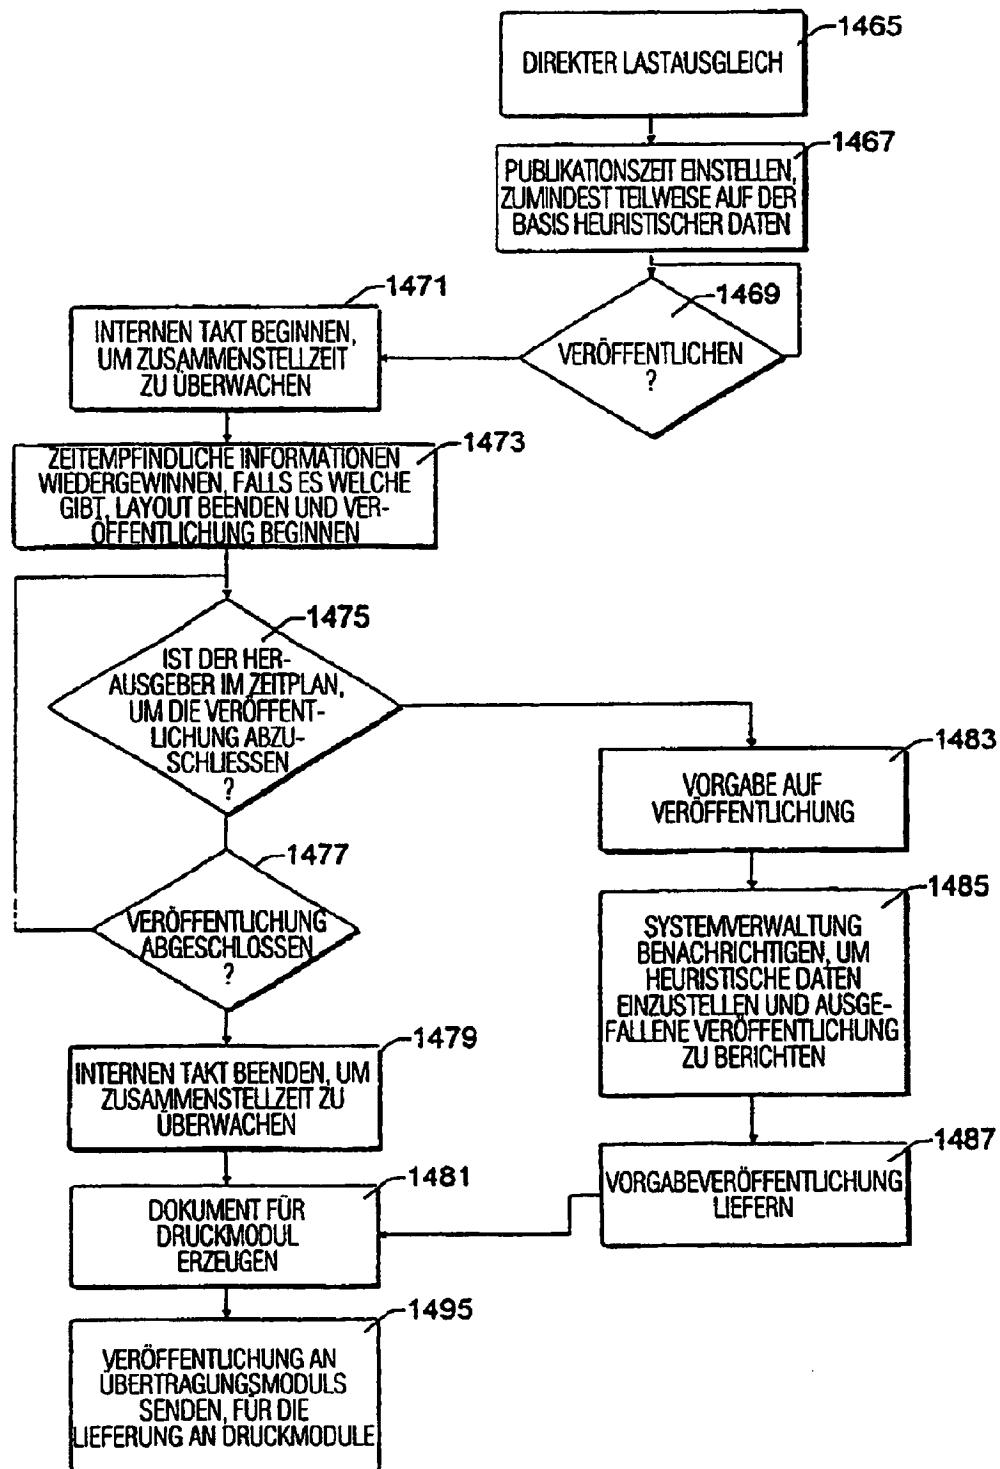 1465
DIREKTER LASTAUSGLEICH
1467
PUBLIKATIONSZEIT EINSTELLEN,
ZUMINDEST TEILWEISE AUF DER
BASIS HEURISTISCHER DATEN
1469
VERÖFFENTLICHEN
?
1471
INTERNEN TAKT BEGINNEN,
UM ZUSAMMENSTELLZEIT
ZU ÜBERWACHEN
1473
ZEITEMPFINDLICHE INFORMATIONEN
WIEDERGEWINNEN, FALLS ES WELCHE
GIBT, LAYOUT BEENDEN UND VER-
ÖFFENTLICHUNG BEGINNEN
1475
IST DER HER-
AUSGEBER IM ZEITPLAN,
UM DIE VERÖFFENT-
LICHUNG ABZU-
SCHLIESSEN
?
1477
VERÖFFENTLICHUNG
ABGESCHLOSSEN
?
1479
INTERNEN TAKT BEENDEN, UM
ZUSAMMENSTELLZEIT ZU
ÜBERWACHEN
1481
DOKUMENT FÜR
DRUCKMODUL
ERZEUGEN
1495
VERÖFFENTLICHUNG AN
ÜBERTRAGUNGSMODULS
SENDEN, FÜR DIE
LIEFERUNG AN DRUCKMODULE
1483
VORGABE AUF
VERÖFFENTLICHUNG
1485
SYSTEMVERWALTUNG
BENACHRICHTIGEN, UM
HEURISTISCHE DATEN
EINZUSTELLEN UND AUSGE-
FALLENE VERÖFFENTLICHUNG
ZU BERICHTEN
1487
VORGABEVERÖFFENTLICHUNG
LIEFERN